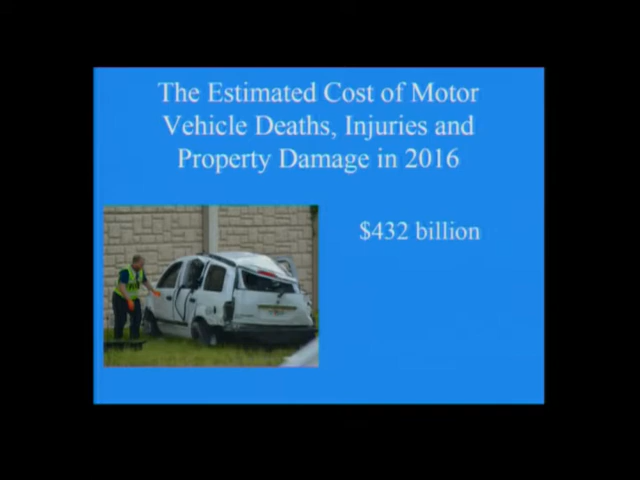 The Estimated Cost of Motor
Vehicle Deaths, Injuries and
Property Damage in 2016
$432 billion